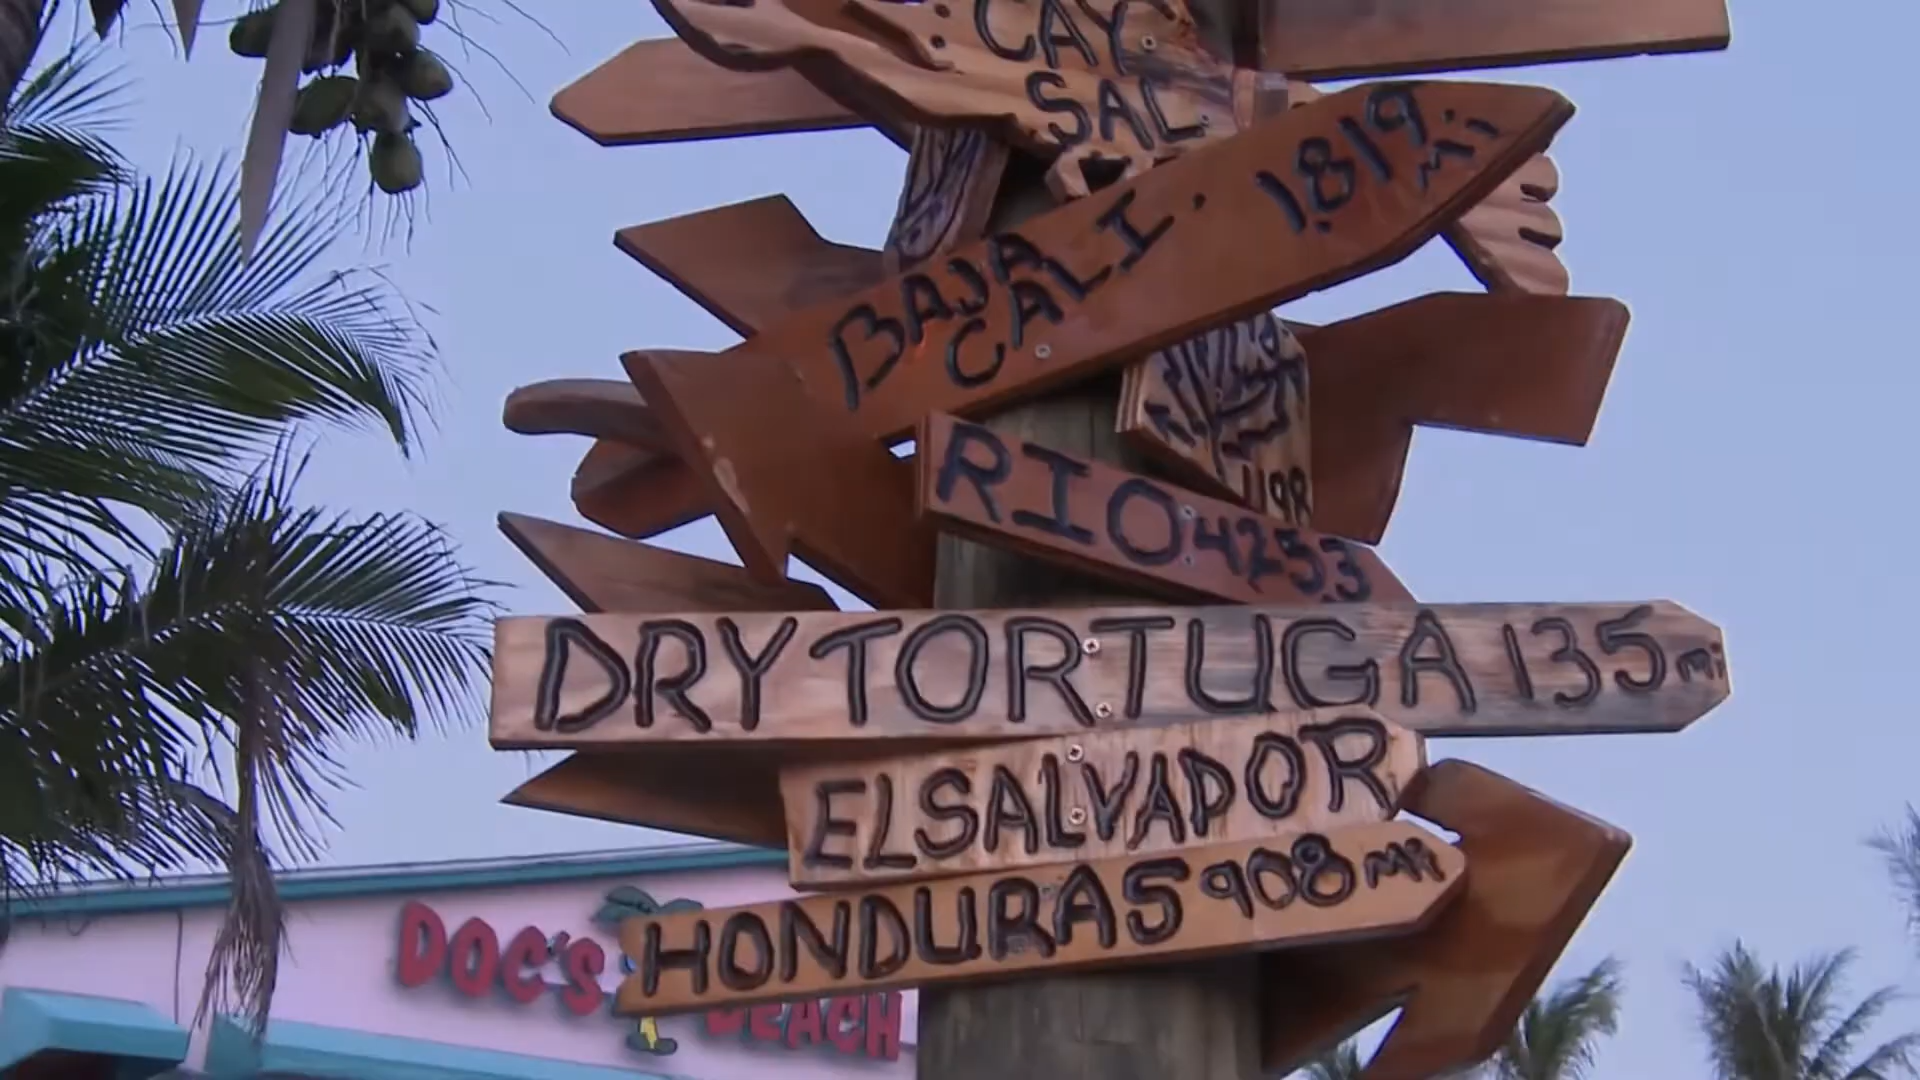 CAY
SAL
BAJA
CALI. 1819 mi
1198
RIO 4253
DRY TORTUGA 135 mi
EL SALVADOR
HONDURAS 908 mi
DOC'S
BEACH